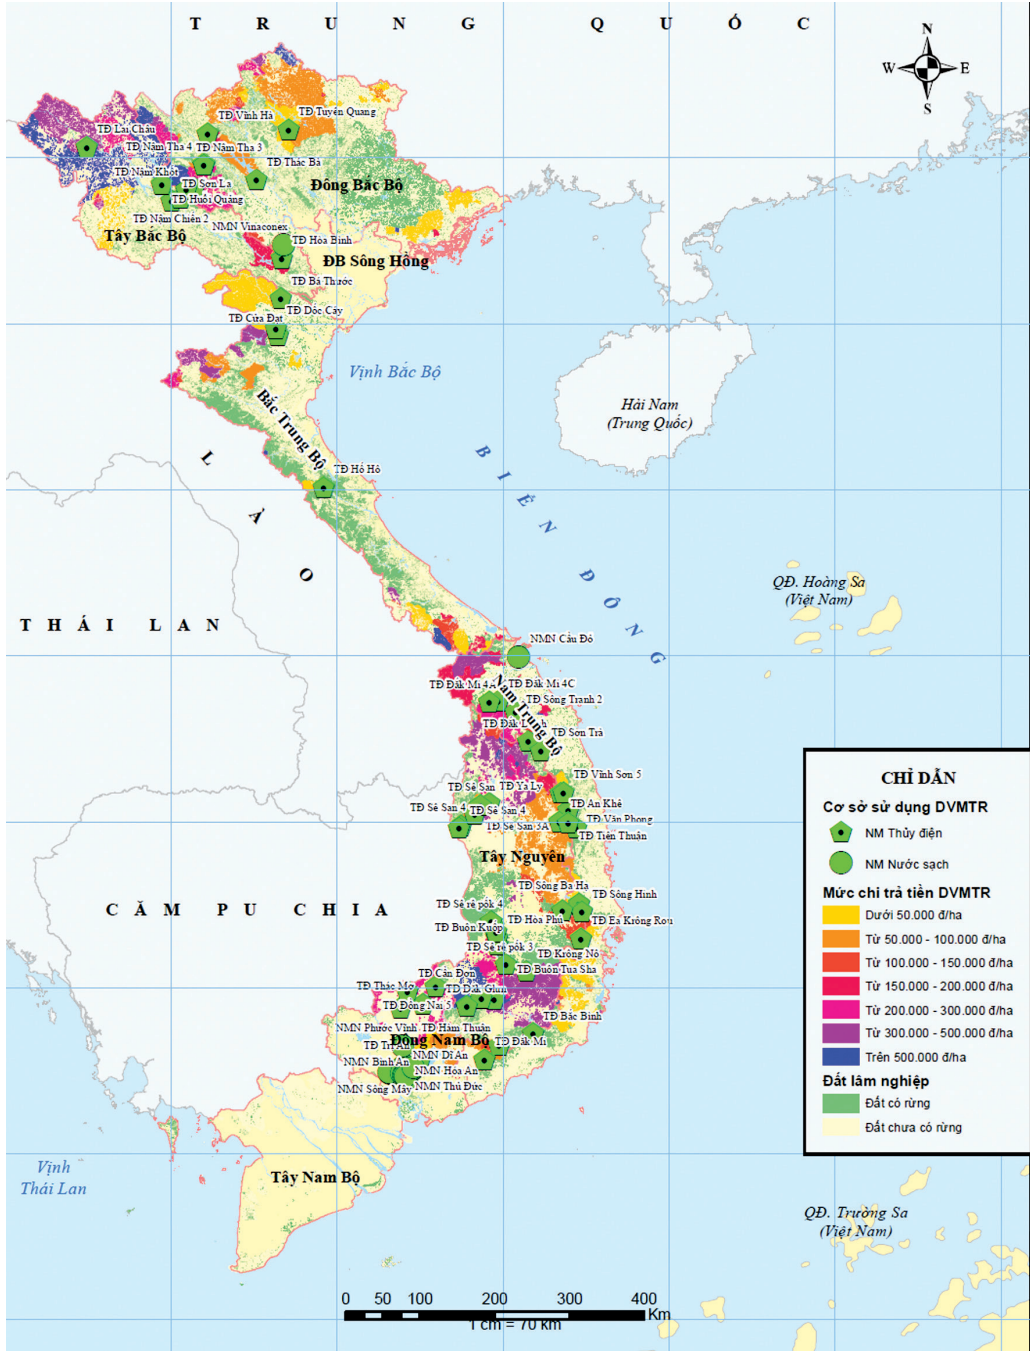 T R U N G Q U Ố C
N
W E
S
TĐ Vĩnh Hà
TĐ Tuyên Quang
TĐ Lai Châu
TĐ Nậm Tha 4
TĐ Nậm Tha 3
TĐ Thác Bà
TĐ Nậm Khót
TĐ Sơn La
Đông Bắc Bộ
TĐ Huổi Quảng
TĐ Nậm Chiến 2
NMN Vinaconex
Tây Bắc Bộ
TĐ Hòa Bình
ĐB Sông Hồng
TĐ Bá Thước
TĐ Dốc Cáy
TĐ Cửa Đạt
Vịnh Bắc Bộ
Hải Nam
(Trung Quốc)
Bắc Trung Bộ
L À O
TĐ Hố Hô
B I Ể N Đ Ô N G
QĐ. Hoàng Sa
(Việt Nam)
T H Á I L A N
NMN Cầu Đỏ
TĐ Đăk Mi 4A
TĐ Đăk Mi 4C
TĐ Sông Tranh 2
Nam Trung Bộ
TĐ Sơn Trà
TĐ Vĩnh Sơn 5
TĐ Sê San
TĐ Ya Ly
TĐ Sê San 4
TĐ Sê San 4
TĐ An Khê
TĐ Văn Phong
TĐ Sê San 3A
TĐ Tiên Thuận
Tây Nguyên
TĐ Sông Ba Hạ
TĐ Sông Hinh
C Ă M P U C H I A
TĐ Sê rê pốk 4
TĐ Hòa Phú
TĐ Ea Krông Rou
TĐ Buôn Kuốp
TĐ Sê rê pốk 3
TĐ Krông Nô
TĐ Cần Đơn
TĐ Buôn Tua Sha
TĐ Thác Mơ
TĐ Dak Glun
TĐ Đồng Nai 5
TĐ Bắc Bình
NMN Phước Vĩnh
TĐ Hàm Thuận
Đông Nam Bộ
TĐ Trị An
TĐ Đăk Mi
NMN Dĩ An
NMN Bình An
NMN Hóa An
NMN Sông Mây
NMN Thủ Đức
Tây Nam Bộ
Vịnh
Thái Lan
CHỈ DẪN
Cơ sở sử dụng DVMTR
NM Thủy điện
NM Nước sạch
Mức chi trả tiền DVMTR
Dưới 50.000 đ/ha
Từ 50.000 - 100.000 đ/ha
Từ 100.000 - 150.000 đ/ha
Từ 150.000 - 200.000 đ/ha
Từ 200.000 - 300.000 đ/ha
Từ 300.000 - 500.000 đ/ha
Trên 500.000 đ/ha
Đất lâm nghiệp
Đất có rừng
Đất chưa có rừng
QĐ. Trường Sa
(Việt Nam)
0 50 100 200 300 400
Km
1 cm = 70 km